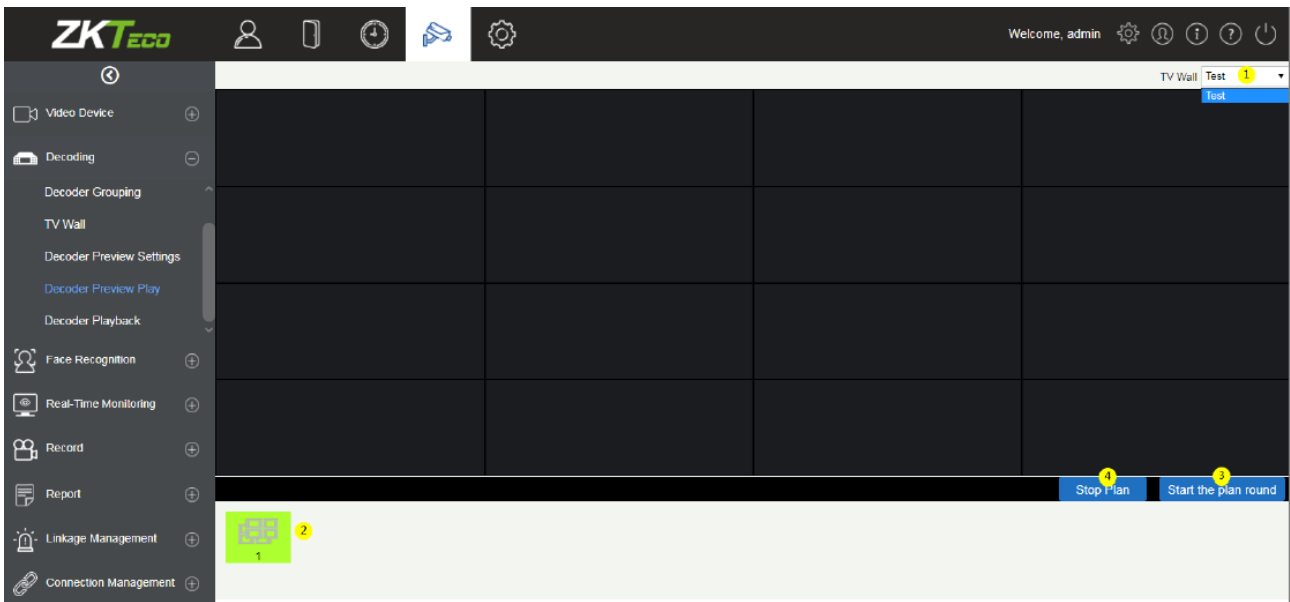 ZKTECO
Welcome, admin
TV Wall Test 1
Test
Video Device
Decoding
Decoder Grouping
TV Wall
Decoder Preview Settings
Decoder Preview Play
Decoder Playback
Face Recognition
Real-Time Monitoring
Record
Report
Linkage Management
Connection Management
4
3
Stop Plan
Start the plan round
2
1